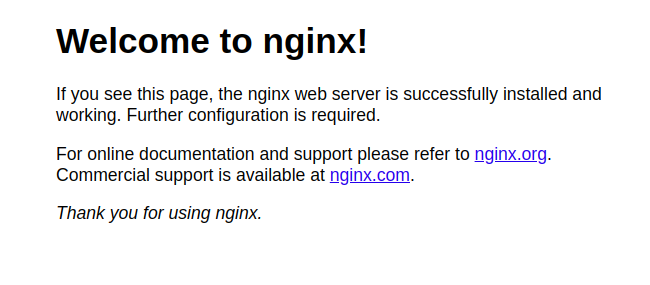 Welcome to nginx!
If you see this page, the nginx web server is successfully installed and
working. Further configuration is required.
For online documentation and support please refer to nginx.org.
Commercial support is available at nginx.com.
Thank you for using nginx.